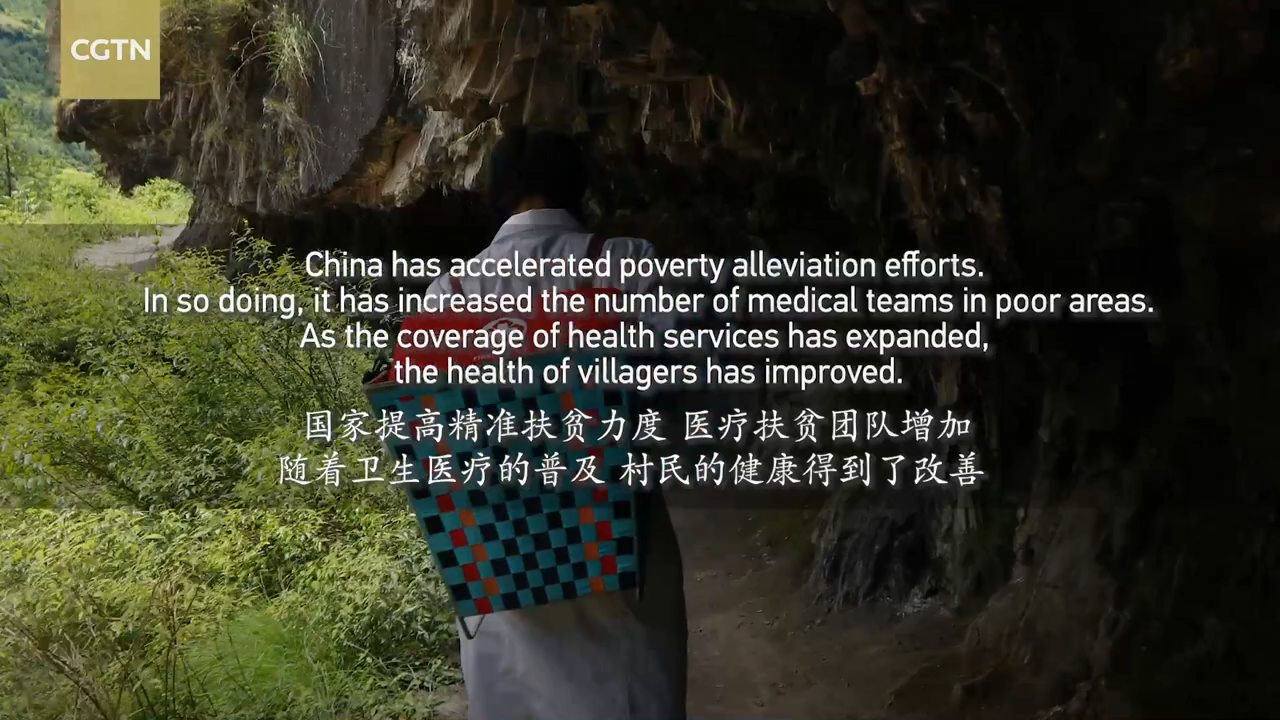 CGTN
China has accelerated poverty alleviation efforts.
In so doing, it has increased the number of medical teams in poor areas.
As the coverage of health services has expanded,
the health of villagers has improved.
国家提高精准扶贫力度 医疗扶贫团队增加
随着卫生医疗的普及 村民的健康得到了改善